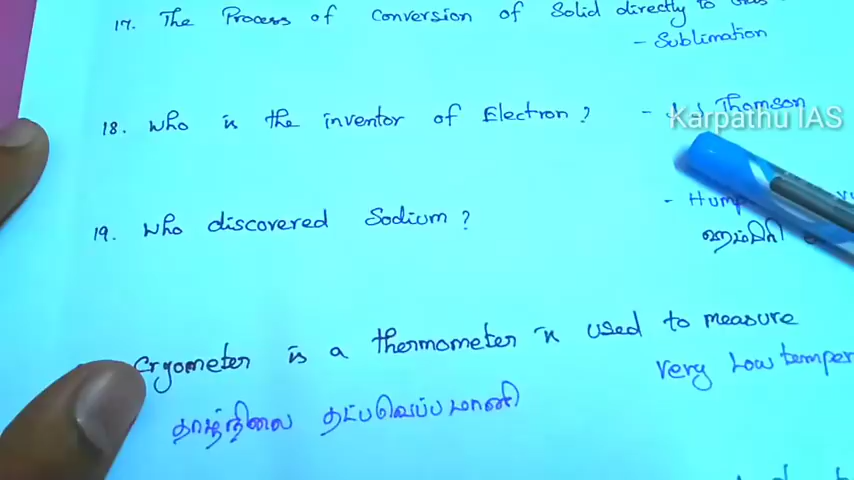 17. The Process of conversion of Solid directly to Gas
- Sublimation
18. Who is the inventor of Electron? - J.J Thomson
Karpathu IAS
19. Who discovered Sodium? - Hump
ஹம்பிரி
Cryometer is a thermometer is used to measure
very Low temper
தாழ்நிலை தட்பவெப்பமானி